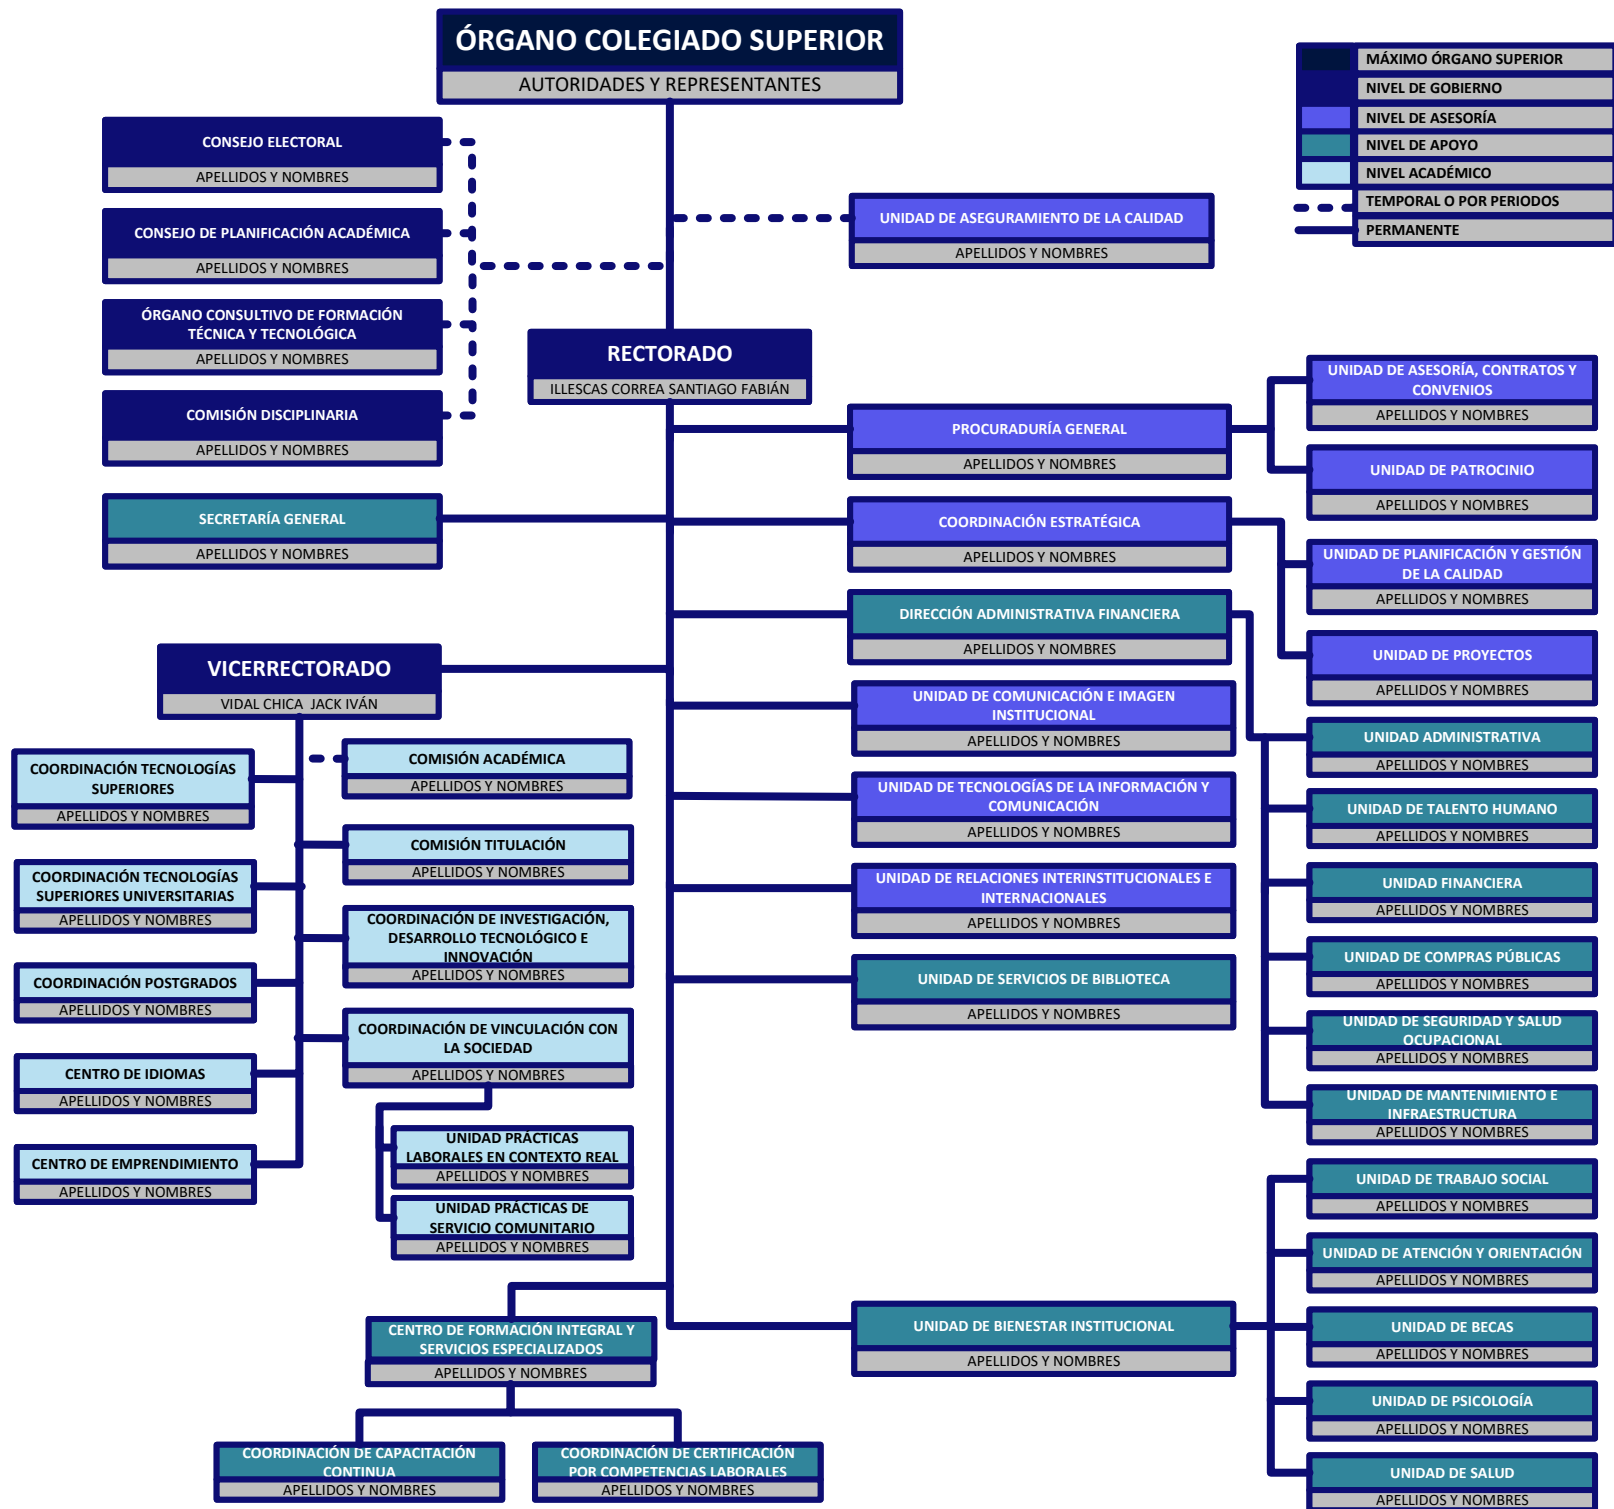 ÓRGANO COLEGIADO SUPERIOR
AUTORIDADES Y REPRESENTANTES
MÁXIMO ÓRGANO SUPERIOR
NIVEL DE GOBIERNO
NIVEL DE ASESORÍA
NIVEL DE APOYO
NIVEL ACADÉMICO
TEMPORAL O POR PERIODOS
PERMANENTE
CONSEJO ELECTORAL
APELLIDOS Y NOMBRES
CONSEJO DE PLANIFICACIÓN ACADÉMICA
APELLIDOS Y NOMBRES
ÓRGANO CONSULTIVO DE FORMACIÓN
TÉCNICA Y TECNOLÓGICA
APELLIDOS Y NOMBRES
COMISIÓN DISCIPLINARIA
APELLIDOS Y NOMBRES
UNIDAD DE ASEGURAMIENTO DE LA CALIDAD
APELLIDOS Y NOMBRES
RECTORADO
ILLESCAS CORREA SANTIAGO FABIÁN
SECRETARÍA GENERAL
APELLIDOS Y NOMBRES
PROCURADURÍA GENERAL
APELLIDOS Y NOMBRES
UNIDAD DE ASESORÍA, CONTRATOS Y
CONVENIOS
APELLIDOS Y NOMBRES
UNIDAD DE PATROCINIO
APELLIDOS Y NOMBRES
COORDINACIÓN ESTRATÉGICA
APELLIDOS Y NOMBRES
UNIDAD DE PLANIFICACIÓN Y GESTIÓN
DE LA CALIDAD
APELLIDOS Y NOMBRES
UNIDAD DE PROYECTOS
APELLIDOS Y NOMBRES
DIRECCIÓN ADMINISTRATIVA FINANCIERA
APELLIDOS Y NOMBRES
UNIDAD ADMINISTRATIVA
APELLIDOS Y NOMBRES
UNIDAD DE TALENTO HUMANO
APELLIDOS Y NOMBRES
UNIDAD FINANCIERA
APELLIDOS Y NOMBRES
UNIDAD DE COMPRAS PÚBLICAS
APELLIDOS Y NOMBRES
UNIDAD DE SEGURIDAD Y SALUD
OCUPACIONAL
APELLIDOS Y NOMBRES
UNIDAD DE MANTENIMIENTO E
INFRAESTRUCTURA
APELLIDOS Y NOMBRES
UNIDAD DE COMUNICACIÓN E IMAGEN
INSTITUCIONAL
APELLIDOS Y NOMBRES
UNIDAD DE TECNOLOGÍAS DE LA INFORMACIÓN Y
COMUNICACIÓN
APELLIDOS Y NOMBRES
UNIDAD DE RELACIONES INTERINSTITUCIONALES E
INTERNACIONALES
APELLIDOS Y NOMBRES
UNIDAD DE SERVICIOS DE BIBLIOTECA
APELLIDOS Y NOMBRES
VICERRECTORADO
VIDAL CHICA JACK IVÁN
COORDINACIÓN TECNOLOGÍAS
SUPERIORES
APELLIDOS Y NOMBRES
COORDINACIÓN TECNOLOGÍAS
SUPERIORES UNIVERSITARIAS
APELLIDOS Y NOMBRES
COORDINACIÓN POSTGRADOS
APELLIDOS Y NOMBRES
CENTRO DE IDIOMAS
APELLIDOS Y NOMBRES
CENTRO DE EMPRENDIMIENTO
APELLIDOS Y NOMBRES
COMISIÓN ACADÉMICA
APELLIDOS Y NOMBRES
COMISIÓN TITULACIÓN
APELLIDOS Y NOMBRES
COORDINACIÓN DE INVESTIGACIÓN,
DESARROLLO TECNOLÓGICO E
INNOVACIÓN
APELLIDOS Y NOMBRES
COORDINACIÓN DE VINCULACIÓN CON
LA SOCIEDAD
APELLIDOS Y NOMBRES
UNIDAD PRÁCTICAS
LABORALES EN CONTEXTO REAL
APELLIDOS Y NOMBRES
UNIDAD PRÁCTICAS DE
SERVICIO COMUNITARIO
APELLIDOS Y NOMBRES
CENTRO DE FORMACIÓN INTEGRAL Y
SERVICIOS ESPECIALIZADOS
APELLIDOS Y NOMBRES
COORDINACIÓN DE CAPACITACIÓN
CONTINUA
APELLIDOS Y NOMBRES
COORDINACIÓN DE CERTIFICACIÓN
POR COMPETENCIAS LABORALES
APELLIDOS Y NOMBRES
UNIDAD DE BIENESTAR INSTITUCIONAL
APELLIDOS Y NOMBRES
UNIDAD DE TRABAJO SOCIAL
APELLIDOS Y NOMBRES
UNIDAD DE ATENCIÓN Y ORIENTACIÓN
APELLIDOS Y NOMBRES
UNIDAD DE BECAS
APELLIDOS Y NOMBRES
UNIDAD DE PSICOLOGÍA
APELLIDOS Y NOMBRES
UNIDAD DE SALUD
APELLIDOS Y NOMBRES